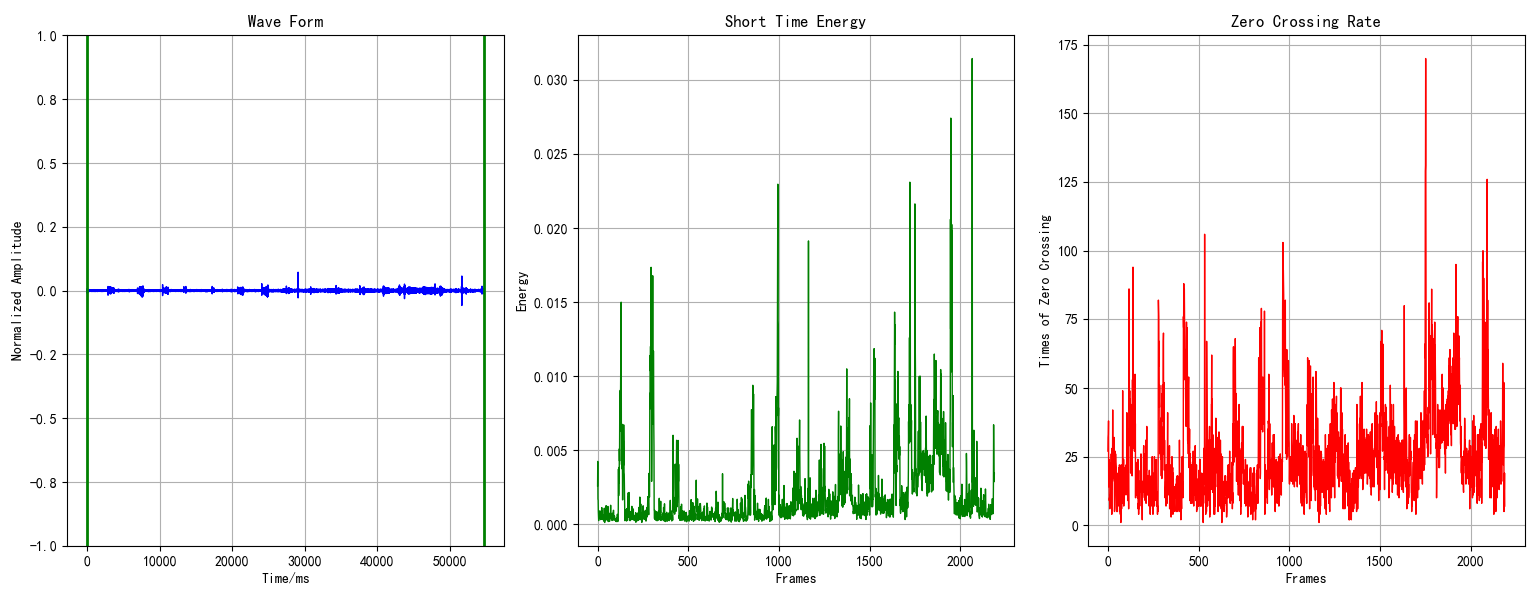 Wave Form
Normalized Amplitude
1.0
0.8
0.5
0.2
0.0
-0.2
-0.5
-0.8
-1.0
0 10000 20000 30000 40000 50000
Time/ms
Short Time Energy
Energy
0.030
0.025
0.020
0.015
0.010
0.005
0.000
0 500 1000 1500 2000
Frames
Zero Crossing Rate
Times of Zero Crossing
175
150
125
100
75
50
25
0
0 500 1000 1500 2000
Frames